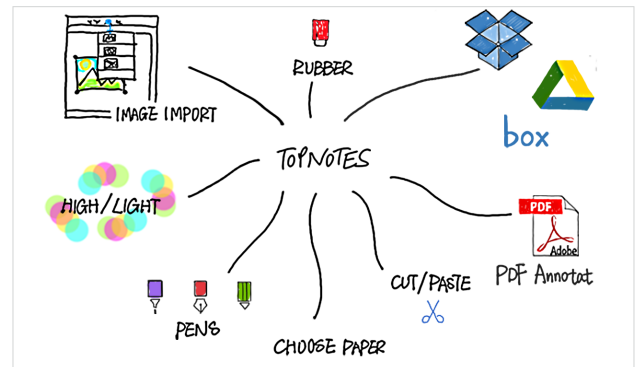 RUBBER
IMAGE IMPORT
box
TOPNOTES
HIGH/LIGHT
PDF
Adobe
PDF Annotat
CUT/PASTE
PENS
CHOOSE PAPER